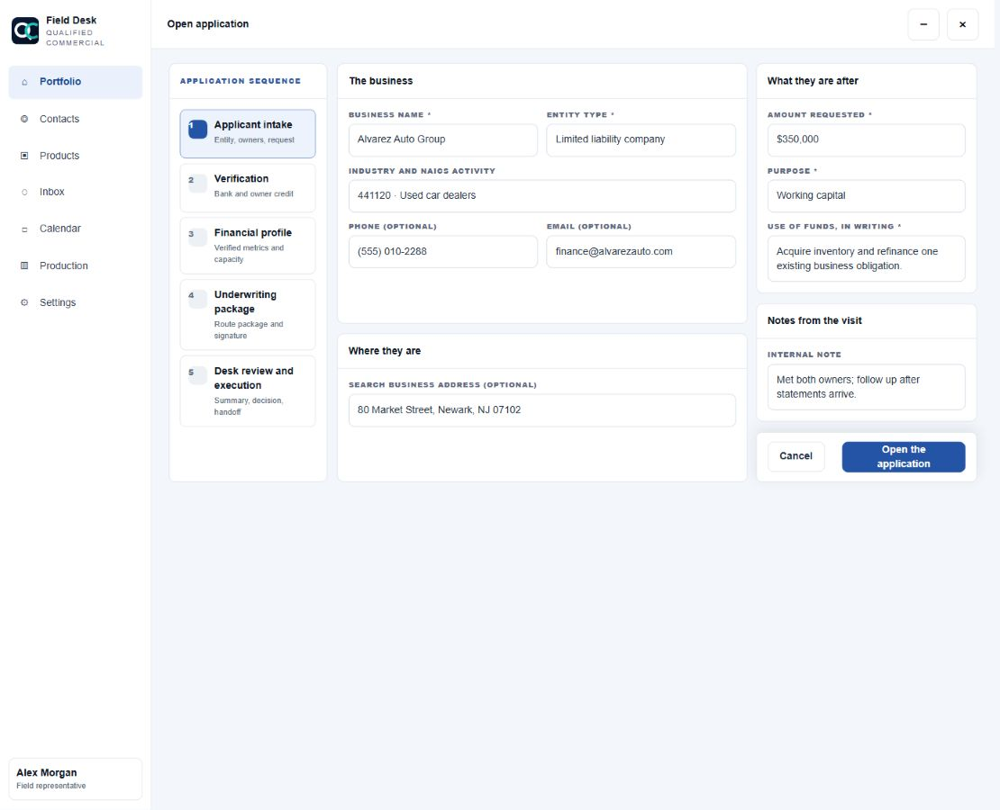 Field Desk
QUALIFIED
COMMERCIAL
Portfolio
Contacts
Products
Inbox
Calendar
Production
Settings
Alex Morgan
Field representative
Open application
APPLICATION SEQUENCE
1
Applicant intake
Entity, owners, request
2
Verification
Bank and owner credit
3
Financial profile
Verified metrics and
capacity
4
Underwriting
package
Route package and
signature
5
Desk review and
execution
Summary, decision,
handoff
The business
BUSINESS NAME *
Alvarez Auto Group
ENTITY TYPE *
Limited liability company
INDUSTRY AND NAICS ACTIVITY
441120 · Used car dealers
PHONE (OPTIONAL)
(555) 010-2288
EMAIL (OPTIONAL)
finance@alvarezauto.com
Where they are
SEARCH BUSINESS ADDRESS (OPTIONAL)
80 Market Street, Newark, NJ 07102
What they are after
AMOUNT REQUESTED *
$350,000
PURPOSE *
Working capital
USE OF FUNDS, IN WRITING *
Acquire inventory and refinance one
existing business obligation.
Notes from the visit
INTERNAL NOTE
Met both owners; follow up after
statements arrive.
Cancel
Open the
application